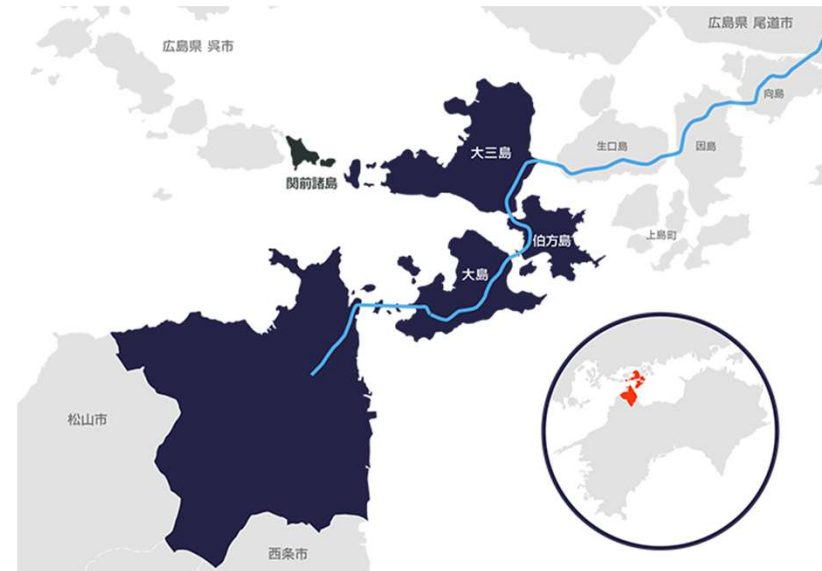 広島県 尾道市
広島県 呉市
向島
生口島
因島
大三島
関前諸島
上島町
伯方島
大島
松山市
西条市